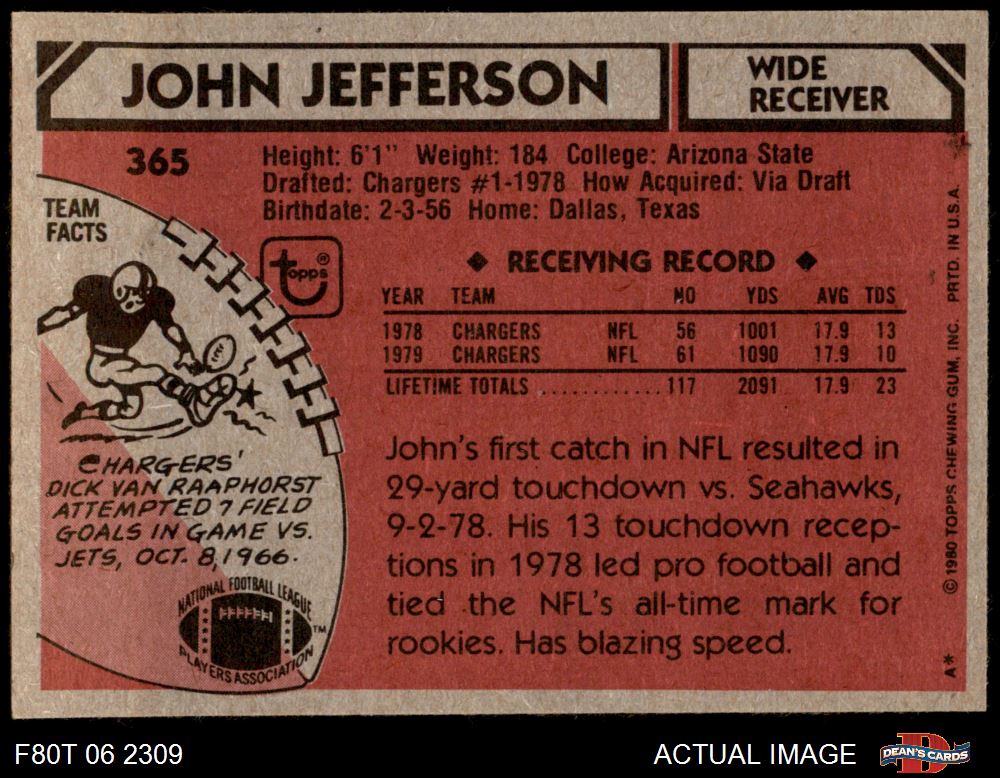 JOHN JEFFERSON
WIDE
RECEIVER
365
Height: 6'1" Weight: 184 College: Arizona State
Drafted: Chargers #1-1978 How Acquired: Via Draft
Birthdate: 2-3-56 Home: Dallas, Texas
TEAM
FACTS
topps®
◆ RECEIVING RECORD ◆
YEAR TEAM NO YDS AVG TDS
1978 CHARGERS NFL 56 1001 17.9 13
1979 CHARGERS NFL 61 1090 17.9 10
LIFETIME TOTALS ............ 117 2091 17.9 23
CHARGERS'
DICK VAN RAAPHORST
ATTEMPTED 7 FIELD
GOALS IN GAME VS.
JETS, OCT. 8, 1966.
NATIONAL FOOTBALL LEAGUE
PLAYERS ASSOCIATION
TM
John's first catch in NFL resulted in
29-yard touchdown vs. Seahawks,
9-2-78. His 13 touchdown recep-
tions in 1978 led pro football and
tied the NFL's all-time mark for
rookies. Has blazing speed.
A* © 1980 TOPPS CHEWING GUM, INC. PRTD. IN U.S.A.
F80T 06 2309
ACTUAL IMAGE
DEAN'S CARDS